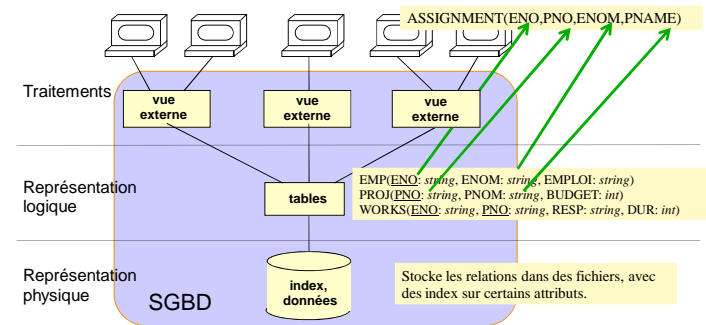 ASSIGNMENT(ENO,PNO,ENOM,PNAME)
Traitements
vue
externe
vue
externe
vue
externe
Représentation
logique
tables
EMP(ENO: string, ENOM: string, EMPLOI: string)
PROJ(PNO: string, PNOM: string, BUDGET: int)
WORKS(ENO: string, PNO: string, RESP: string, DUR: int)
Représentation
physique
SGBD
index,
données
Stocke les relations dans des fichiers, avec
des index sur certains attributs.